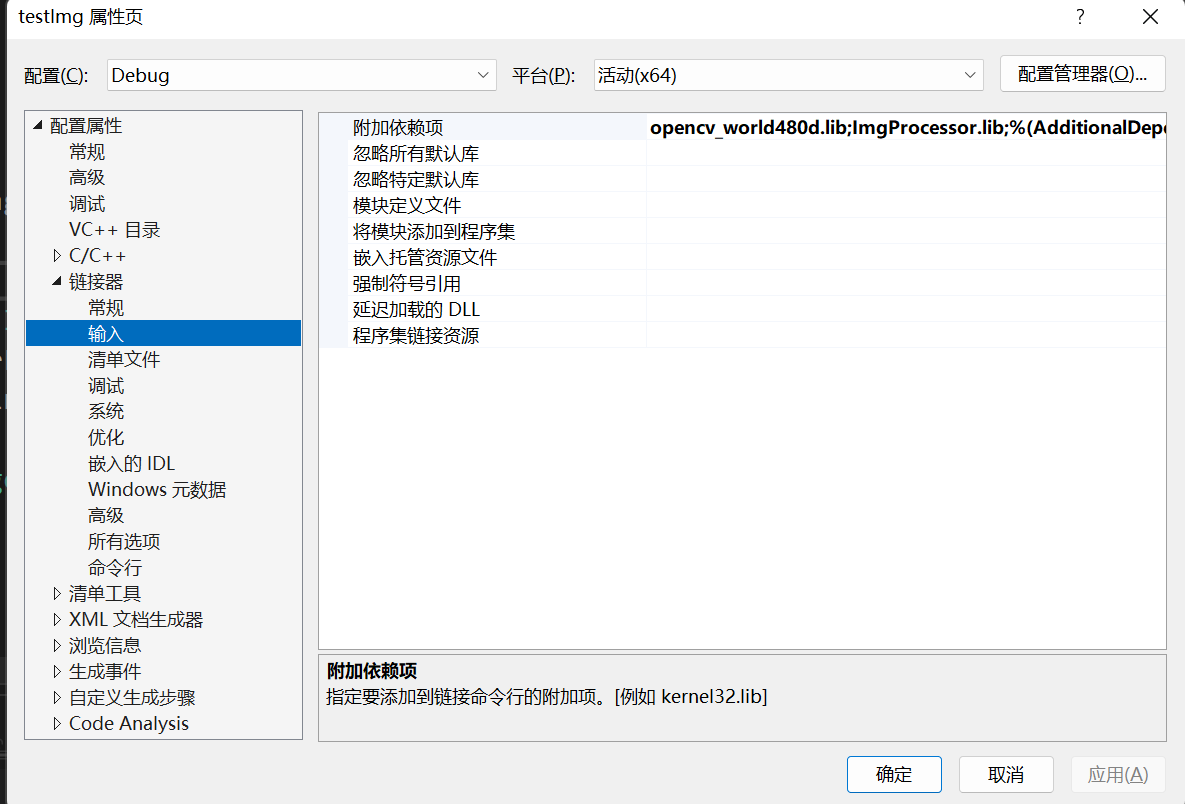 testImg 属性页
配置(C): Debug 平台(P): 活动(x64) 配置管理器(O)...
配置属性
常规
高级
调试
VC++ 目录
C/C++
链接器
常规
输入
清单文件
调试
系统
优化
嵌入的 IDL
Windows 元数据
高级
所有选项
命令行
清单工具
XML 文档生成器
浏览信息
生成事件
自定义生成步骤
Code Analysis
附加依赖项 opencv_world480d.lib;ImgProcessor.lib;%(AdditionalDep
忽略所有默认库
忽略特定默认库
模块定义文件
将模块添加到程序集
嵌入托管资源文件
强制符号引用
延迟加载的 DLL
程序集链接资源
附加依赖项
指定要添加到链接命令行的附加项。[例如 kernel32.lib]
确定 取消 应用(A)